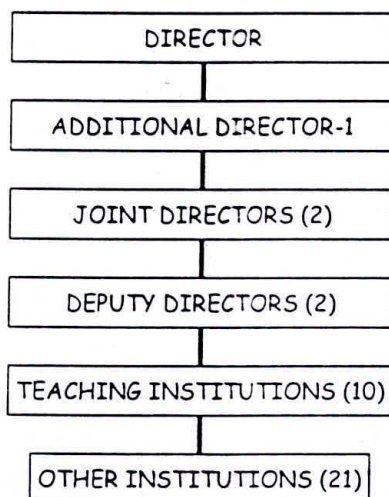 DIRECTOR
ADDITIONAL DIRECTOR-1
JOINT DIRECTORS (2)
DEPUTY DIRECTORS (2)
TEACHING INSTITUTIONS (10)
OTHER INSTITUTIONS (21)